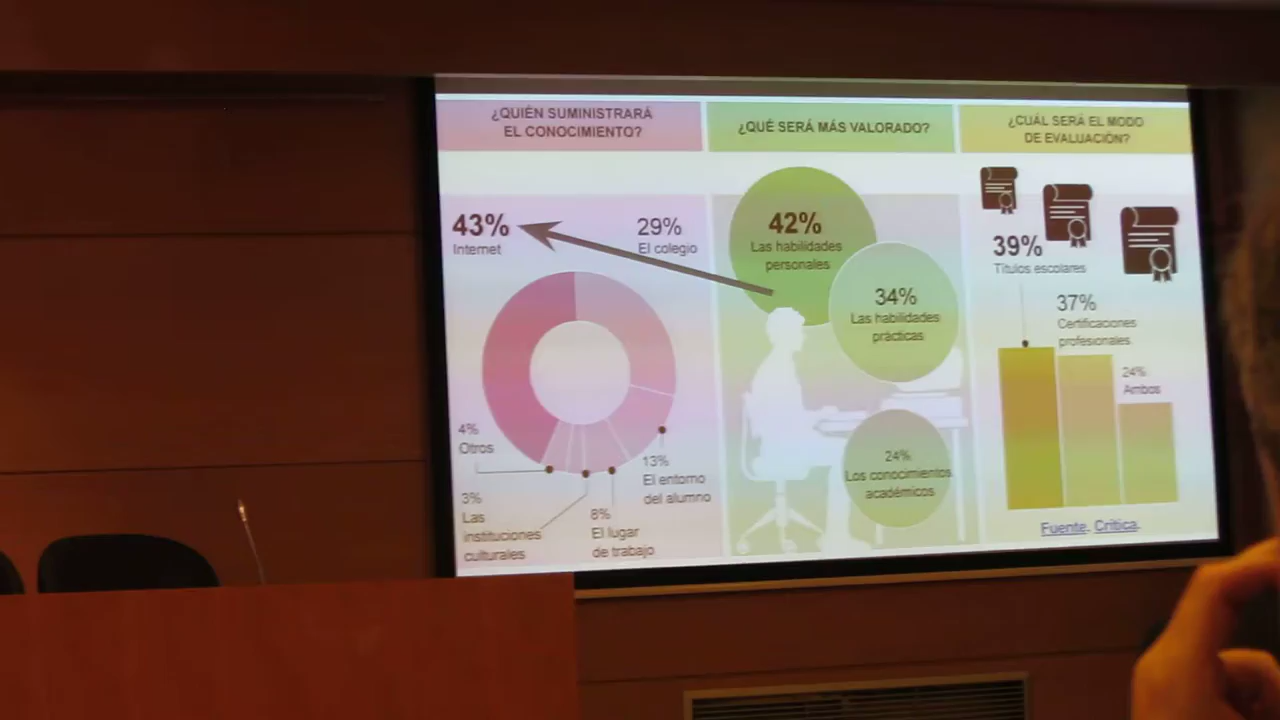 ¿QUIÉN SUMINISTRARÁ
EL CONOCIMIENTO?
43%
Internet
29%
El colegio
4%
Otros
3%
Las
instituciones
culturales
8%
El lugar
de trabajo
13%
El entorno
del alumno
¿QUÉ SERÁ MÁS VALORADO?
42%
Las habilidades
personales
34%
Las habilidades
prácticas
24%
Los conocimientos
académicos
¿CUÁL SERÁ EL MODO
DE EVALUACIÓN?
39%
Títulos escolares
37%
Certificaciones
profesionales
24%
Ambos
Fuente. Crítica.